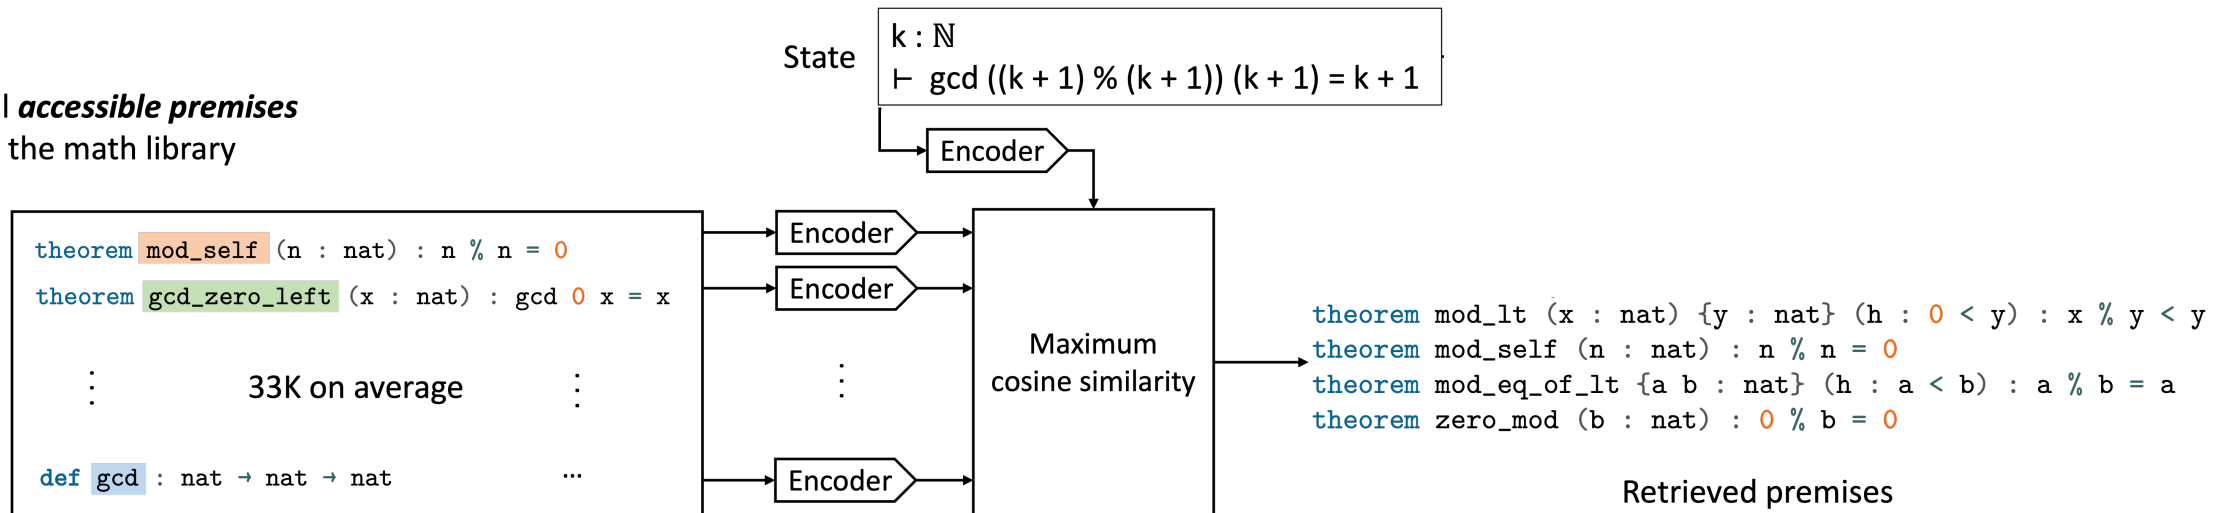 State
k : ℕ
⊢ gcd ((k + 1) % (k + 1)) (k + 1) = k + 1
accessible premises
the math library
Encoder
theorem mod_self (n : nat) : n % n = 0
theorem gcd_zero_left (x : nat) : gcd 0 x = x
⋮ 33K on average ⋮
def gcd : nat → nat → nat ...
Encoder
Encoder
⋮
Encoder
Maximum
cosine similarity
theorem mod_lt (x : nat) {y : nat} (h : 0 < y) : x % y < y
theorem mod_self (n : nat) : n % n = 0
theorem mod_eq_of_lt {a b : nat} (h : a < b) : a % b = a
theorem zero_mod (b : nat) : 0 % b = 0
Retrieved premises